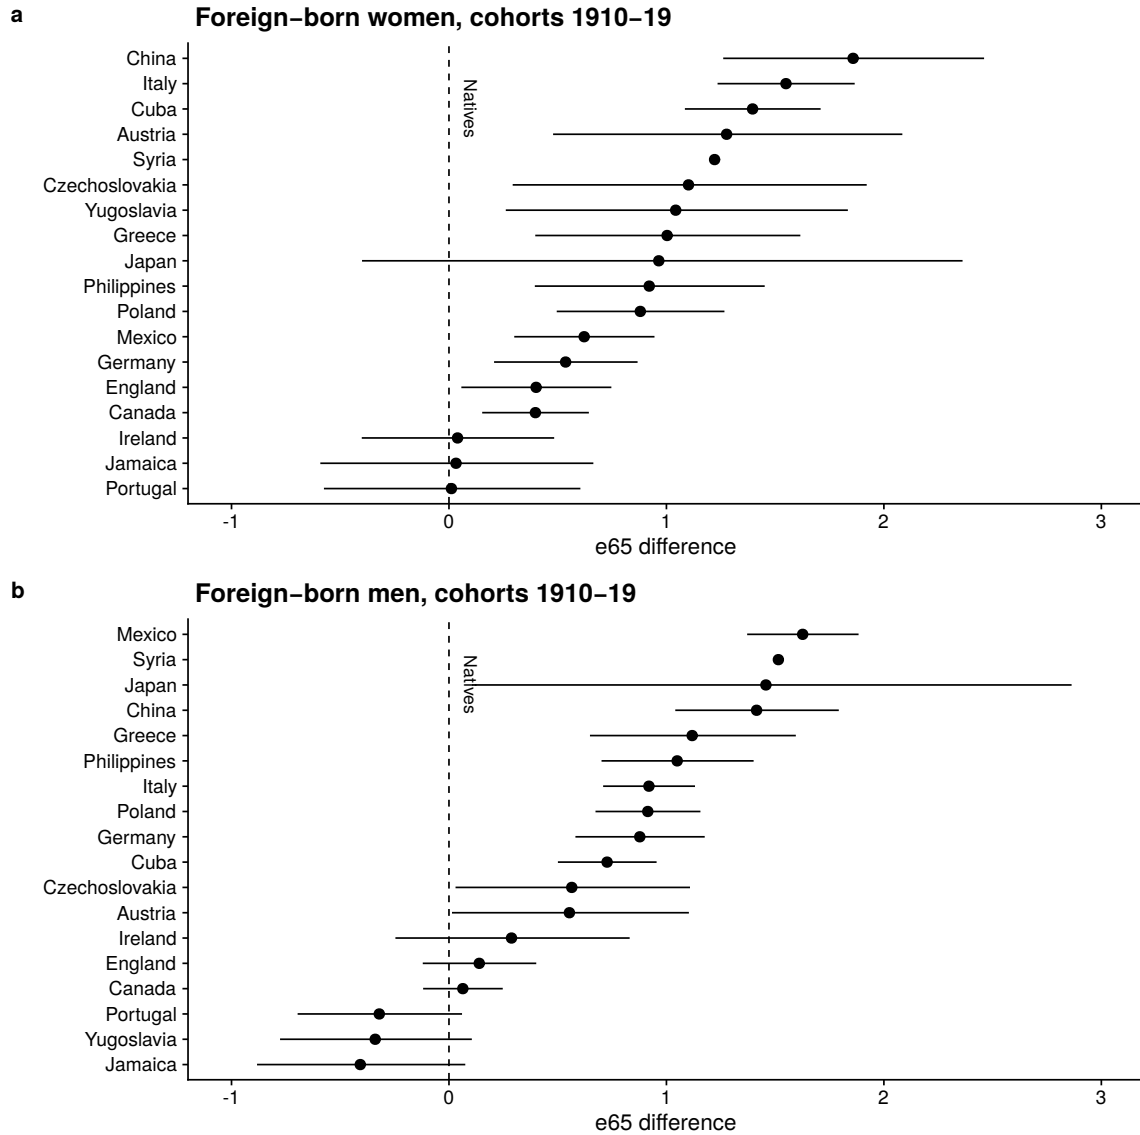 a
Foreign−born women, cohorts 1910−19
China
Italy
Cuba
Austria
Syria
Czechoslovakia
Yugoslavia
Greece
Japan
Philippines
Poland
Mexico
Germany
England
Canada
Ireland
Jamaica
Portugal
Natives
-1 0 1 2 3
e65 difference
b
Foreign−born men, cohorts 1910−19
Mexico
Syria
Japan
China
Greece
Philippines
Italy
Poland
Germany
Cuba
Czechoslovakia
Austria
Ireland
England
Canada
Portugal
Yugoslavia
Jamaica
Natives
-1 0 1 2 3
e65 difference